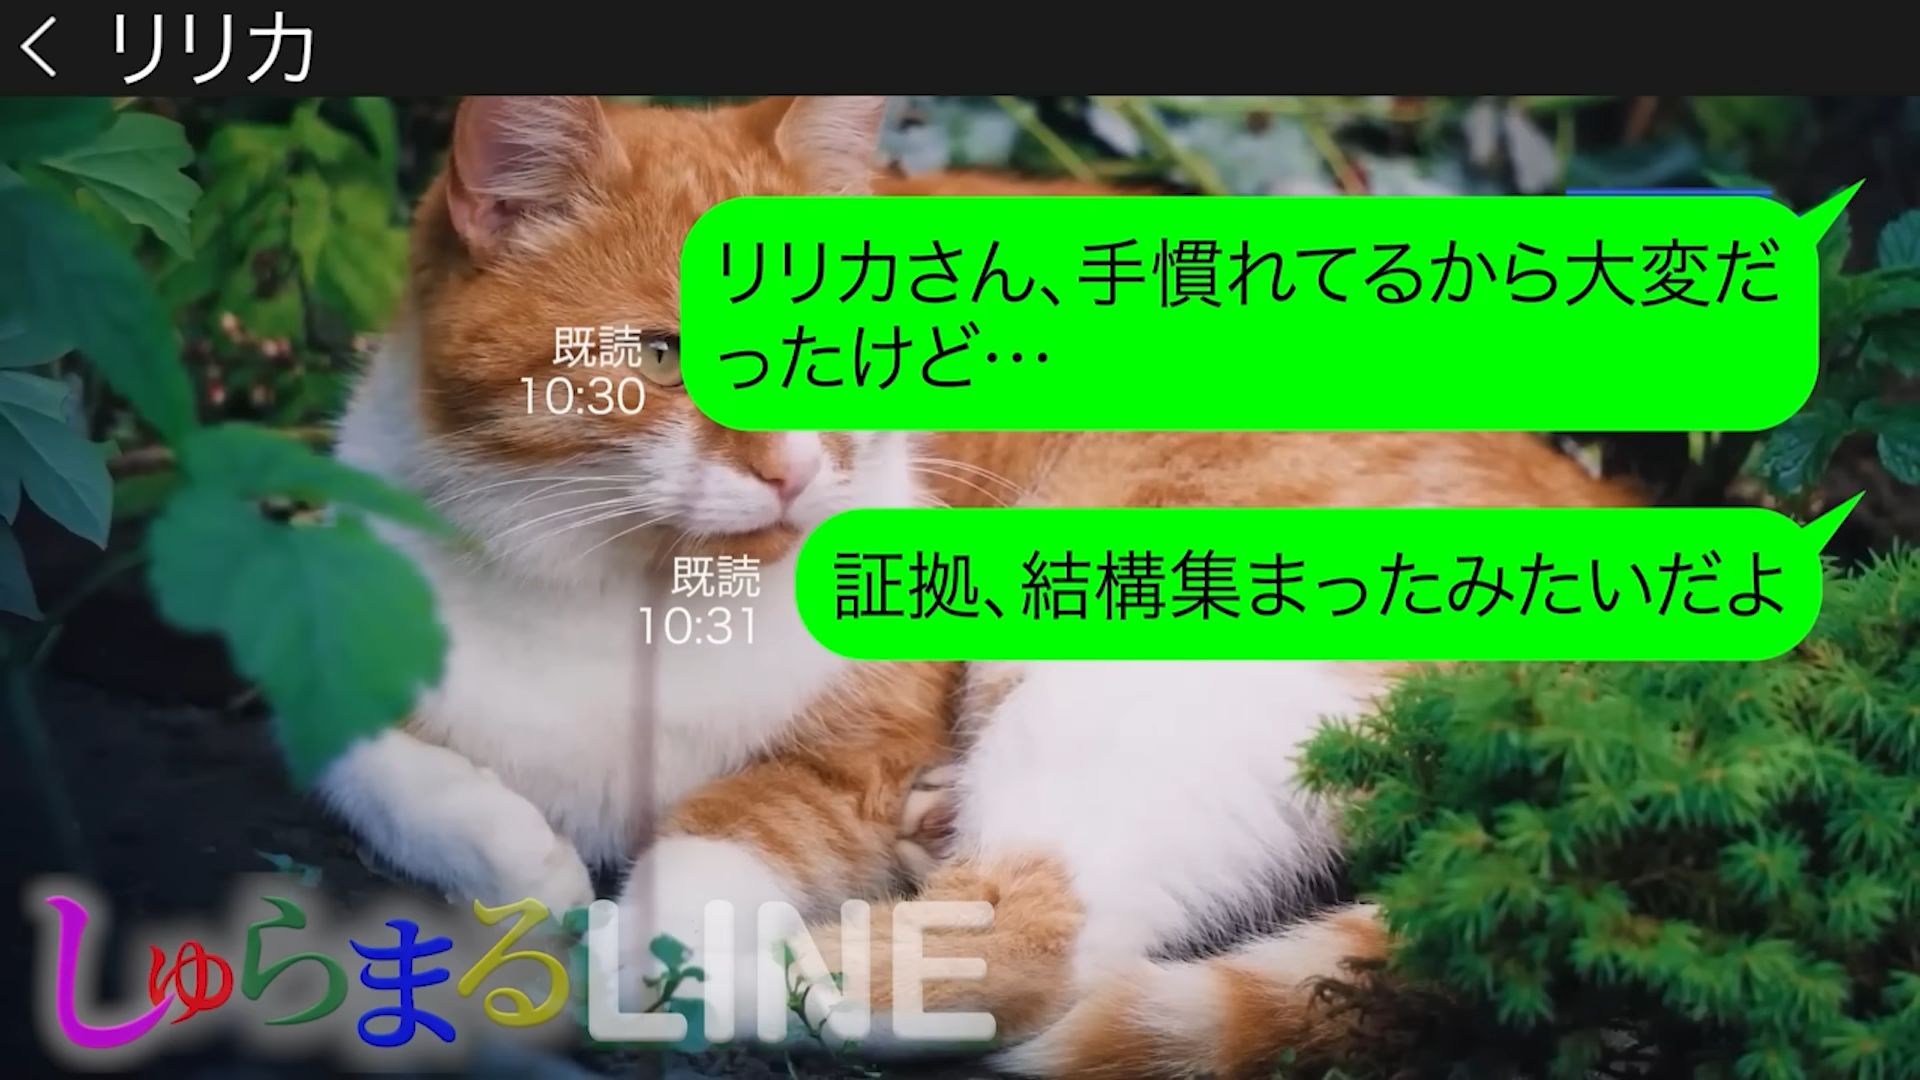 リリカ
リリカさん、手慣れてるから大変だ
ったけど…
既読
10:30
証拠、結構集まったみたいだよ
既読
10:31
しゅらまるLINE